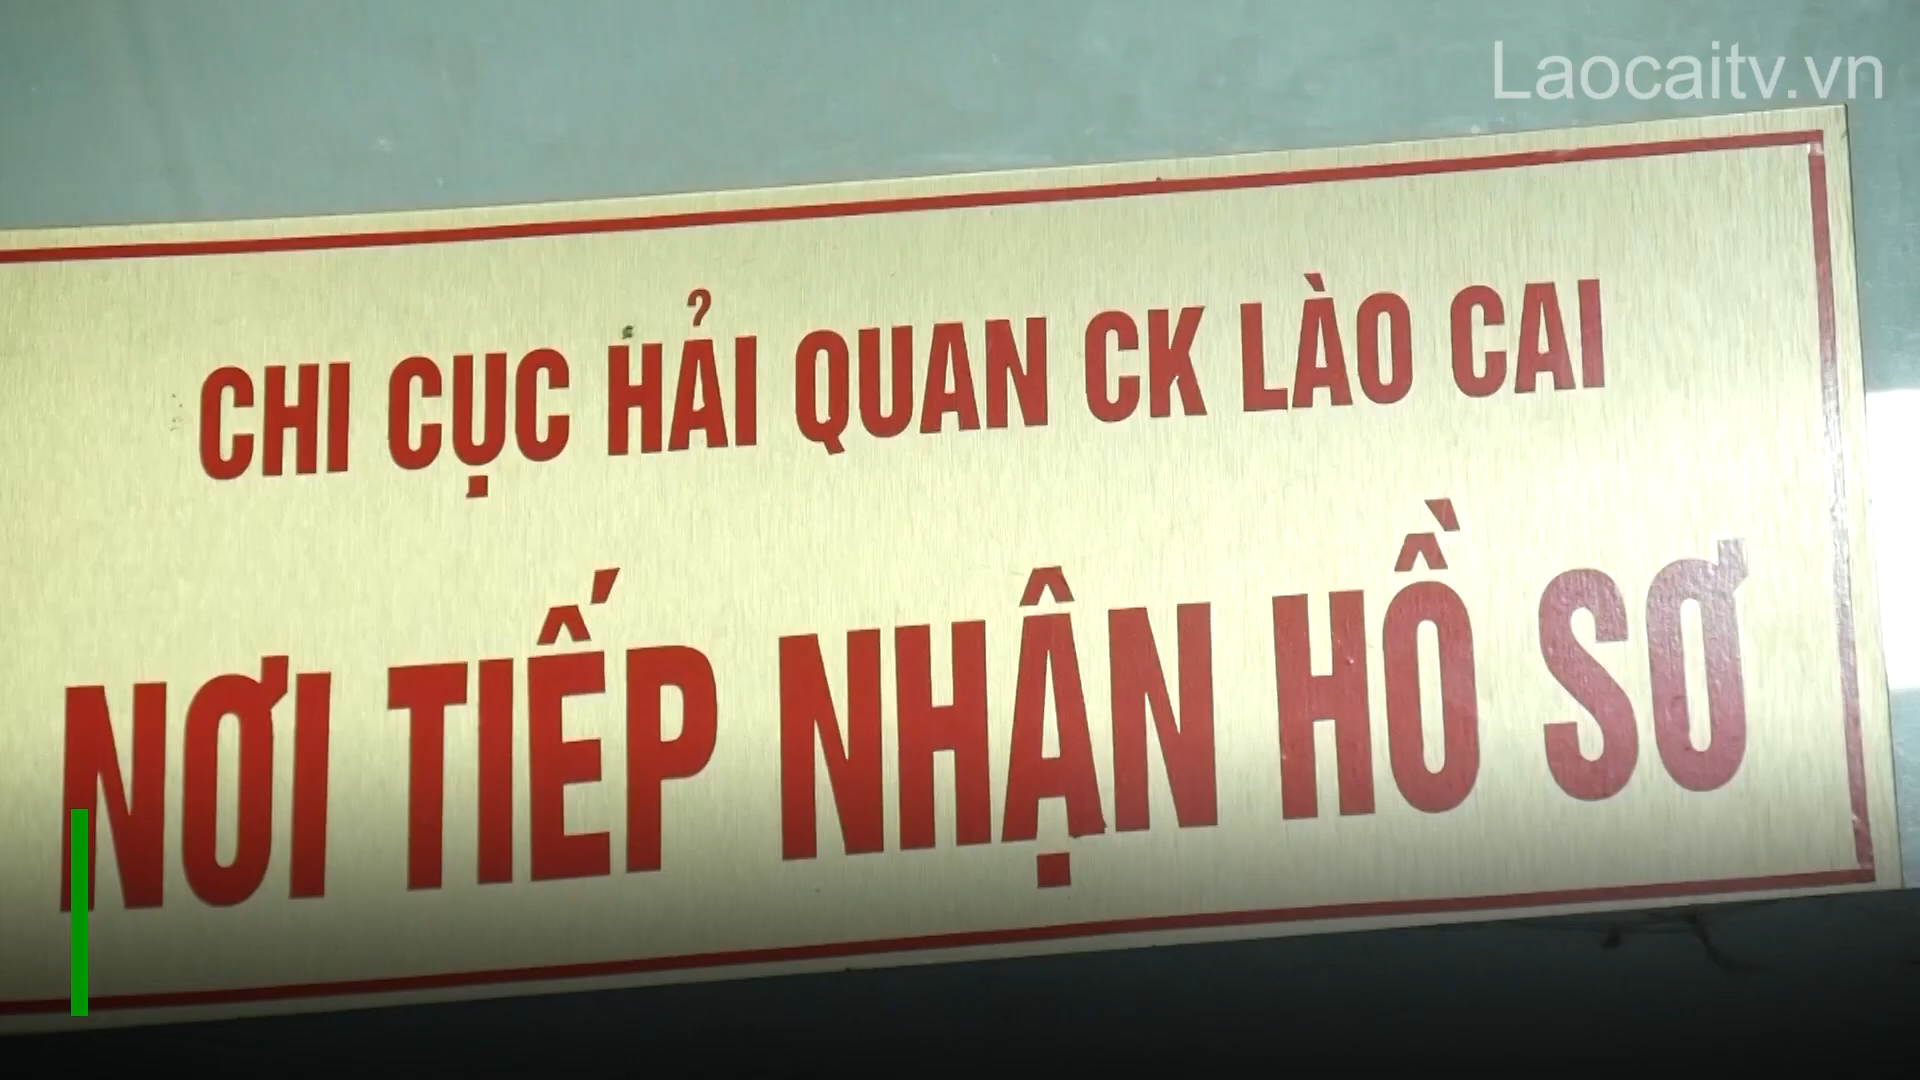 Laocaitv.vn
CHI CỤC HẢI QUAN CK LÀO CAI
NƠI TIẾP NHẬN HỒ SƠ